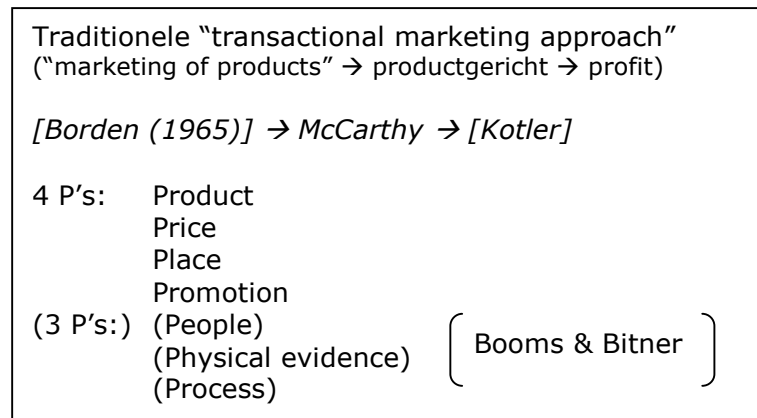 Traditionele “transactional marketing approach”
(“marketing of products” → productgericht → profit)
[Borden (1965)] → McCarthy → [Kotler]
4 P’s: Product
Price
Place
Promotion
(3 P’s:) (People)
(Physical evidence)
(Process)
Booms & Bitner